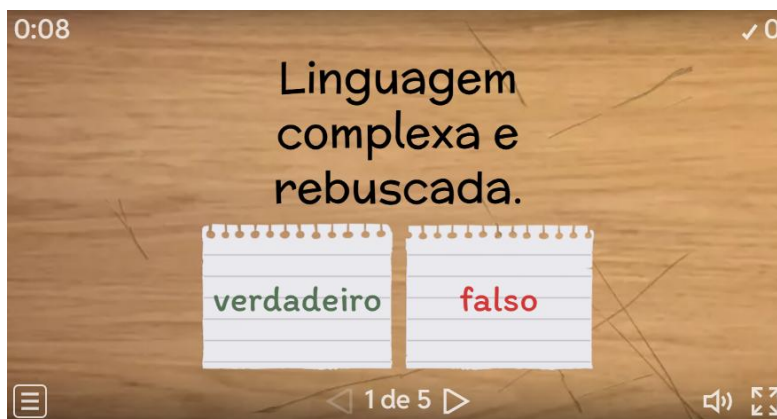 0:08
✓ 0
Linguagem
complexa e
rebuscada.
verdadeiro
falso
1 de 5